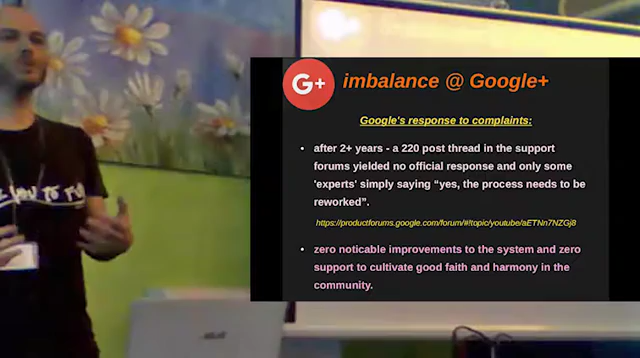 G+ imbalance @ Google+
Google's response to complaints:
• after 2+ years - a 220 post thread in the support
forums yielded no official response and only some
'experts' simply saying “yes, the process needs to be
reworked”.
https://productforums.google.com/forum/#!topic/youtube/aETNn7NZGj8
• zero noticable improvements to the system and zero
support to cultivate good faith and harmony in the
community.